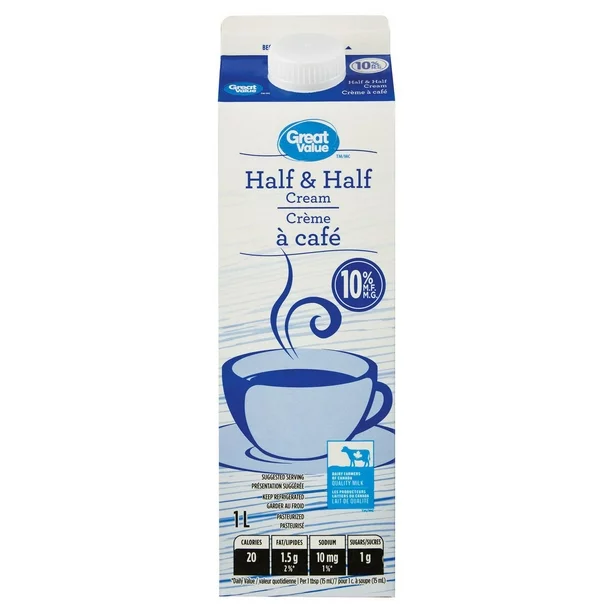 10% M.F. M.G.
Half & Half
Cream
Crème à café
Great
Value
Great
Value
TM/MC
Half & Half
Cream
Crème
à café
10%
M.F.
M.G.
DAIRY FARMERS
OF CANADA
QUALITY MILK
LES PRODUCTEURS
LAITIERS DU CANADA
LAIT DE QUALITÉ
SUGGESTED SERVING
PRÉSENTATION SUGGÉRÉE
KEEP REFRIGERATED
GARDER AU FROID
PASTEURIZED
PASTEURISÉ
1 L
CALORIES FAT/LIPIDES SODIUM SUGARS/SUCRES
20 1.5 g 10 mg 1 g
2%* 1%*
*Daily Value / valeur quotidienne | Per 1 tbsp (15 mL) / pour 1 c. à soupe (15 mL)